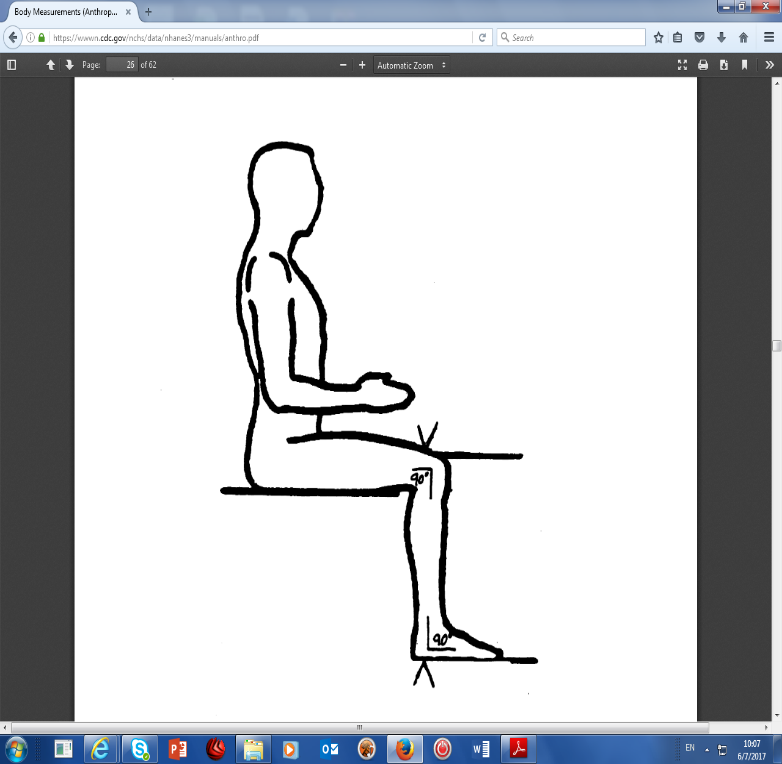 Body Measurements (Anthrop...
https://wwwn.cdc.gov/nchs/data/nhanes3/manuals/anthro.pdf
Search
Page: 26 of 62
Automatic Zoom
90°
90°
EN
10:07
6/7/2017